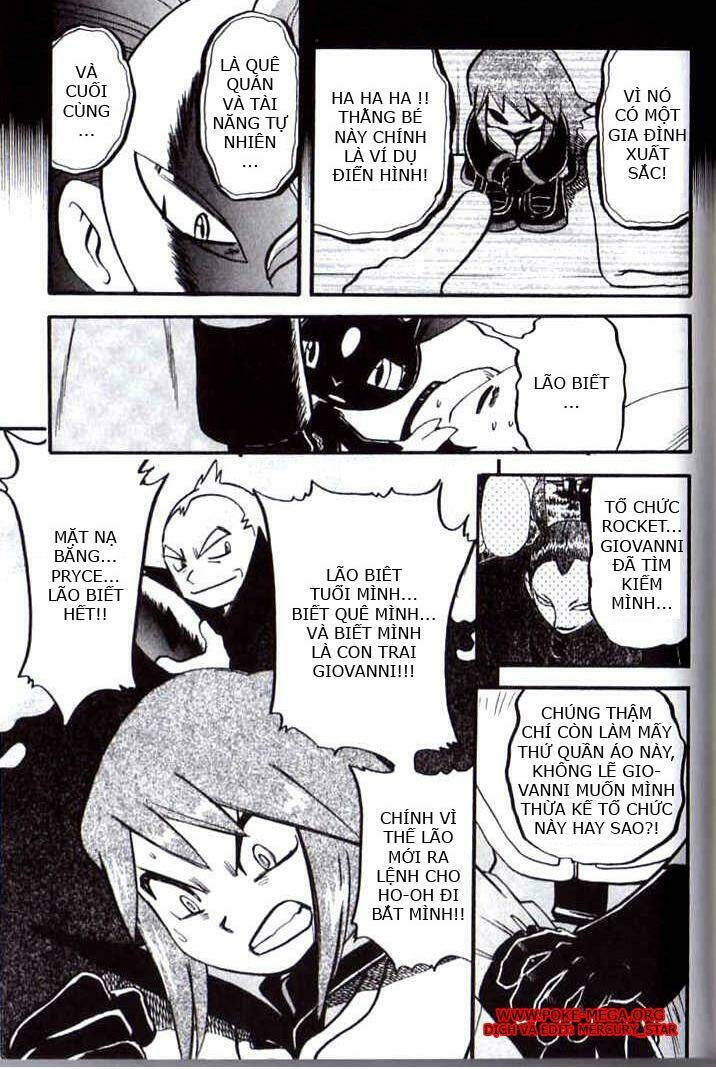 VÌ NÓ
CÓ MỘT
GIA ĐÌNH
XUẤT
SẮC!
HA HA HA !!
THẰNG BÉ
NÀY CHÍNH
LÀ VÍ DỤ
ĐIỂN HÌNH!
LÀ QUÊ
QUÁN
VÀ TÀI
NĂNG TỰ
NHIÊN
...
VÀ
CUỐI
CÙNG
...
LÃO BIẾT
...
TỔ CHỨC
ROCKET...
GIOVANNI
ĐÃ TÌM
KIẾM
MÌNH...
LÃO BIÊT
TUỔI MÌNH...
BIẾT QUÊ MÌNH...
VÀ BIẾT MÌNH
LÀ CON TRAI
GIOVANNI!!!
MẶT NẠ
BĂNG...
PRYCE...
LÃO BIẾT
HẾT!!
CHÚNG THẬM
CHÍ CÒN LÀM MẤY
THỨ QUẦN ÁO NÀY,
KHÔNG LẼ GIO-
VANNI MUỐN MÌNH
THỪA KẾ TỔ CHỨC
NÀY HAY SAO?!
CHÍNH VÌ
THẾ LÃO
MỚI RA
LỆNH CHO
HO-OH ĐI
BẮT MÌNH!!
WWW.POKE-MEGA.ORG
DỊCH VÀ EDIT: MERCURY_STAR